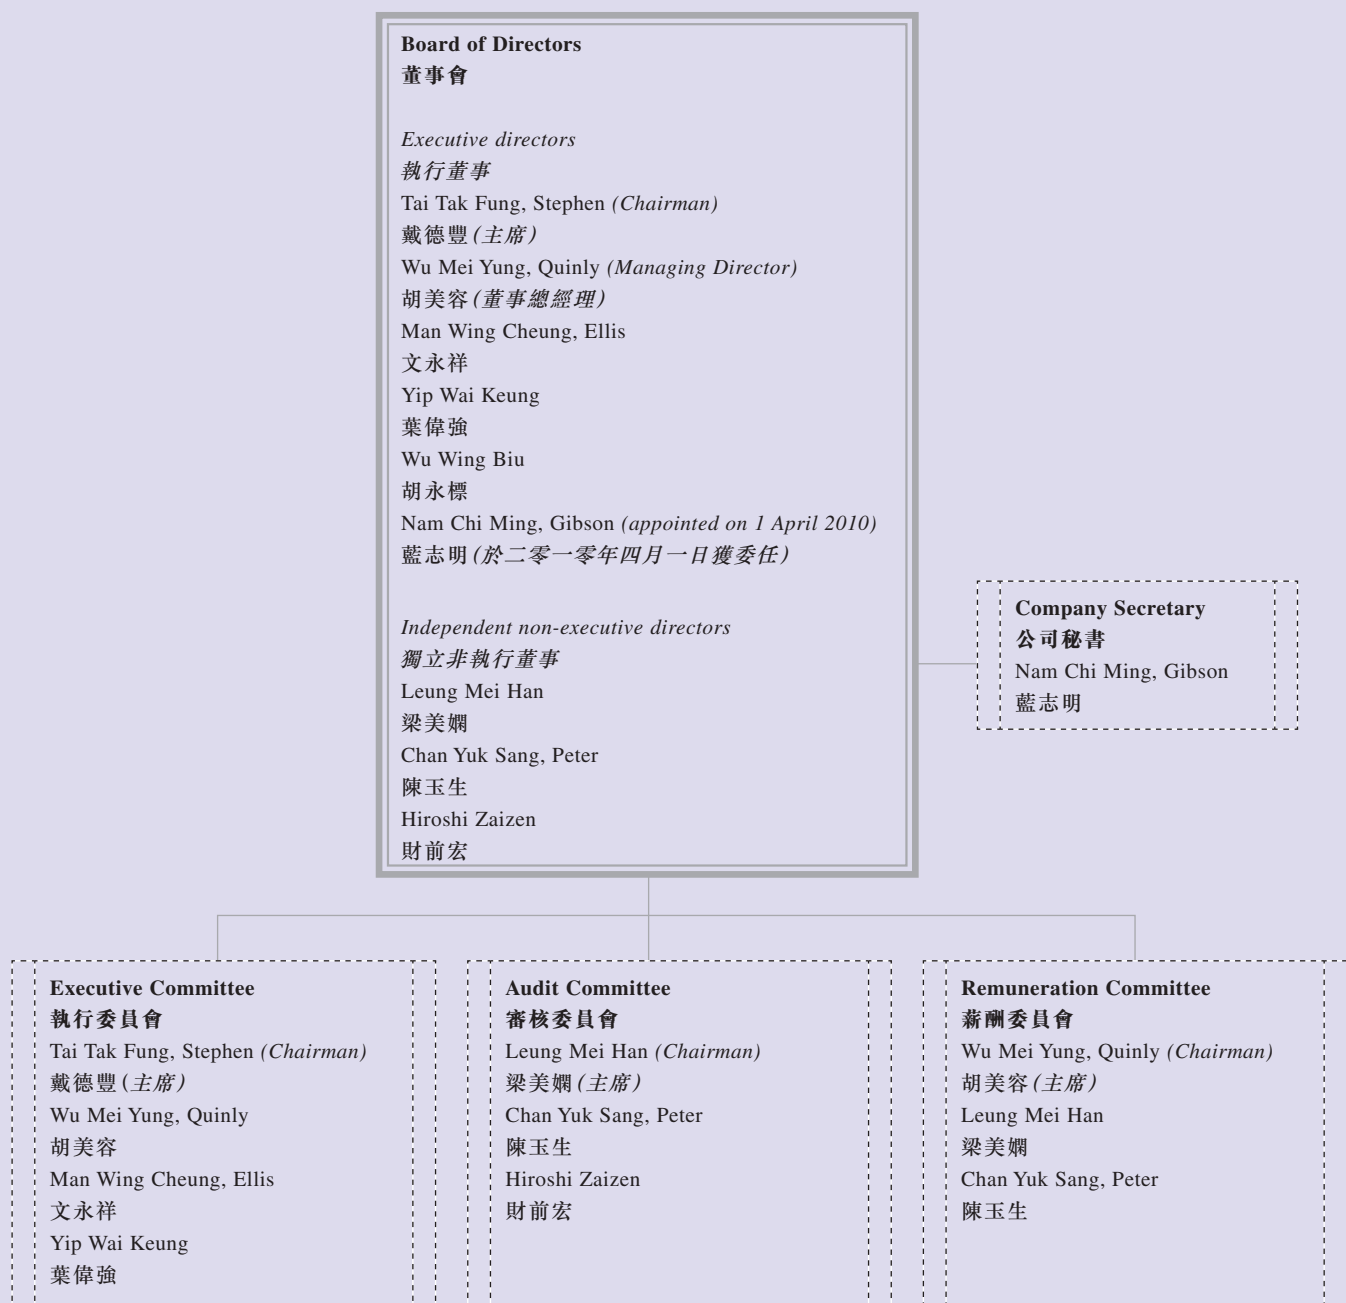 Board of Directors
董事會
Executive directors
執行董事
Tai Tak Fung, Stephen (Chairman)
戴德豐(主席)
Wu Mei Yung, Quinly (Managing Director)
胡美容(董事總經理)
Man Wing Cheung, Ellis
文永祥
Yip Wai Keung
葉偉強
Wu Wing Biu
胡永標
Nam Chi Ming, Gibson (appointed on 1 April 2010)
藍志明(於二零一零年四月一日獲委任)
Independent non-executive directors
獨立非執行董事
Leung Mei Han
梁美嫻
Chan Yuk Sang, Peter
陳玉生
Hiroshi Zaizen
財前宏
Company Secretary
公司秘書
Nam Chi Ming, Gibson
藍志明
Executive Committee
執行委員會
Tai Tak Fung, Stephen (Chairman)
戴德豐(主席)
Wu Mei Yung, Quinly
胡美容
Man Wing Cheung, Ellis
文永祥
Yip Wai Keung
葉偉強
Audit Committee
審核委員會
Leung Mei Han (Chairman)
梁美嫻(主席)
Chan Yuk Sang, Peter
陳玉生
Hiroshi Zaizen
財前宏
Remuneration Committee
薪酬委員會
Wu Mei Yung, Quinly (Chairman)
胡美容(主席)
Leung Mei Han
梁美嫻
Chan Yuk Sang, Peter
陳玉生